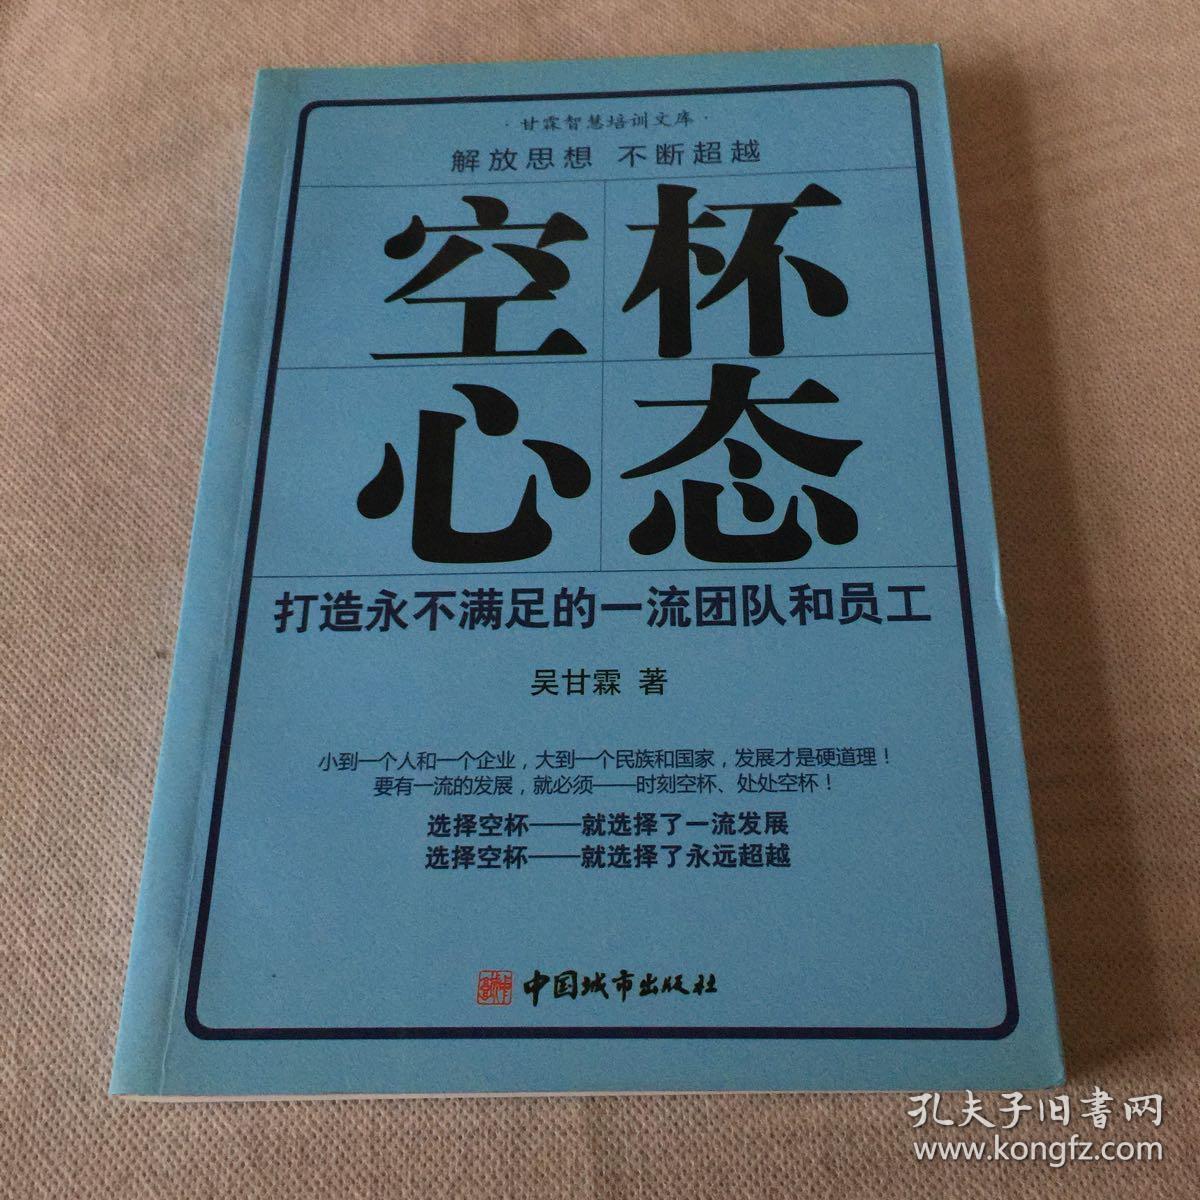 ·甘霖智慧培训文库·
解放思想 不断超越
空杯
心态
打造永不满足的一流团队和员工
吴甘霖 著
小到一个人和一个企业，大到一个民族和国家，发展才是硬道理！
要有一流的发展，就必须——时刻空杯、处处空杯！
选择空杯——就选择了一流发展
选择空杯——就选择了永远超越
中国城市出版社
孔夫子旧書网
www.kongfz.com